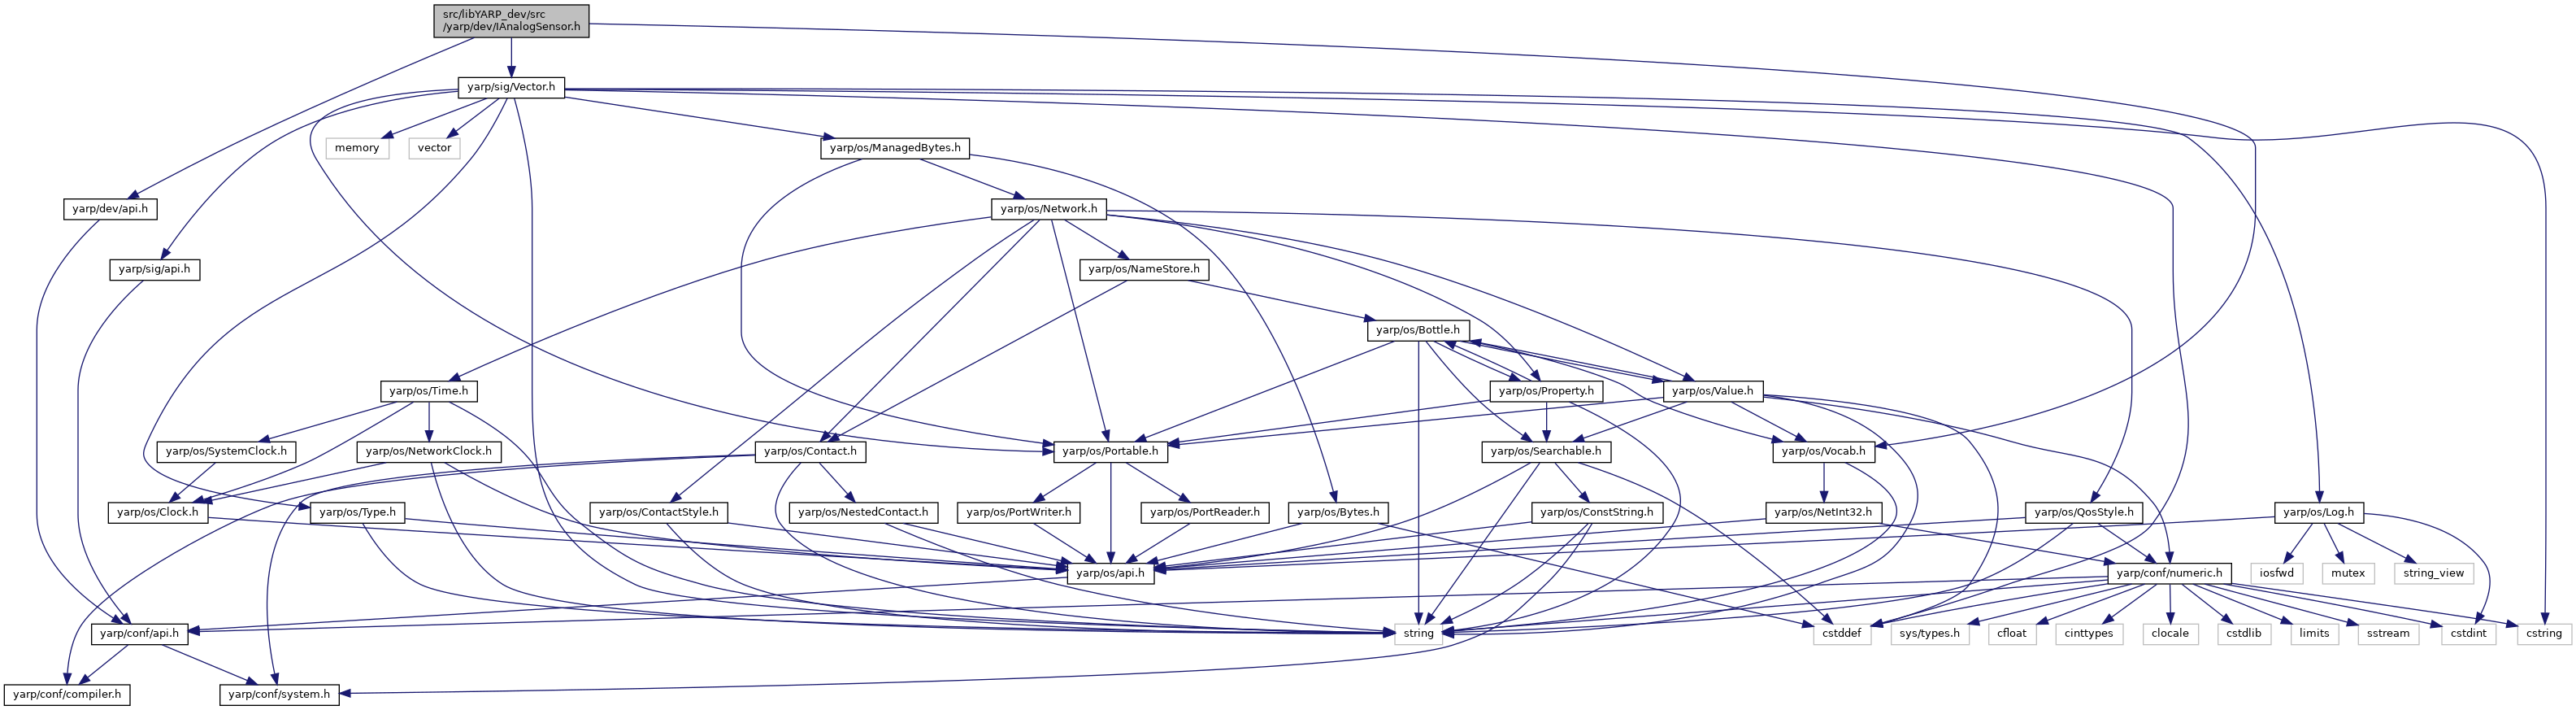 src/libYARP_dev/src
/yarp/dev/IAnalogSensor.h
yarp/sig/Vector.h
memory
vector
yarp/os/ManagedBytes.h
yarp/dev/api.h
yarp/os/Network.h
yarp/sig/api.h
yarp/os/NameStore.h
yarp/os/Bottle.h
yarp/os/Time.h
yarp/os/Property.h
yarp/os/Value.h
yarp/os/SystemClock.h
yarp/os/NetworkClock.h
yarp/os/Contact.h
yarp/os/Portable.h
yarp/os/Searchable.h
yarp/os/Vocab.h
yarp/os/Clock.h
yarp/os/Type.h
yarp/os/ContactStyle.h
yarp/os/NestedContact.h
yarp/os/PortWriter.h
yarp/os/PortReader.h
yarp/os/Bytes.h
yarp/os/ConstString.h
yarp/os/NetInt32.h
yarp/os/QosStyle.h
yarp/os/Log.h
yarp/os/api.h
yarp/conf/numeric.h
iosfwd
mutex
string_view
yarp/conf/api.h
string
cstddef
sys/types.h
cfloat
cinttypes
clocale
cstdlib
limits
sstream
cstdint
cstring
yarp/conf/compiler.h
yarp/conf/system.h